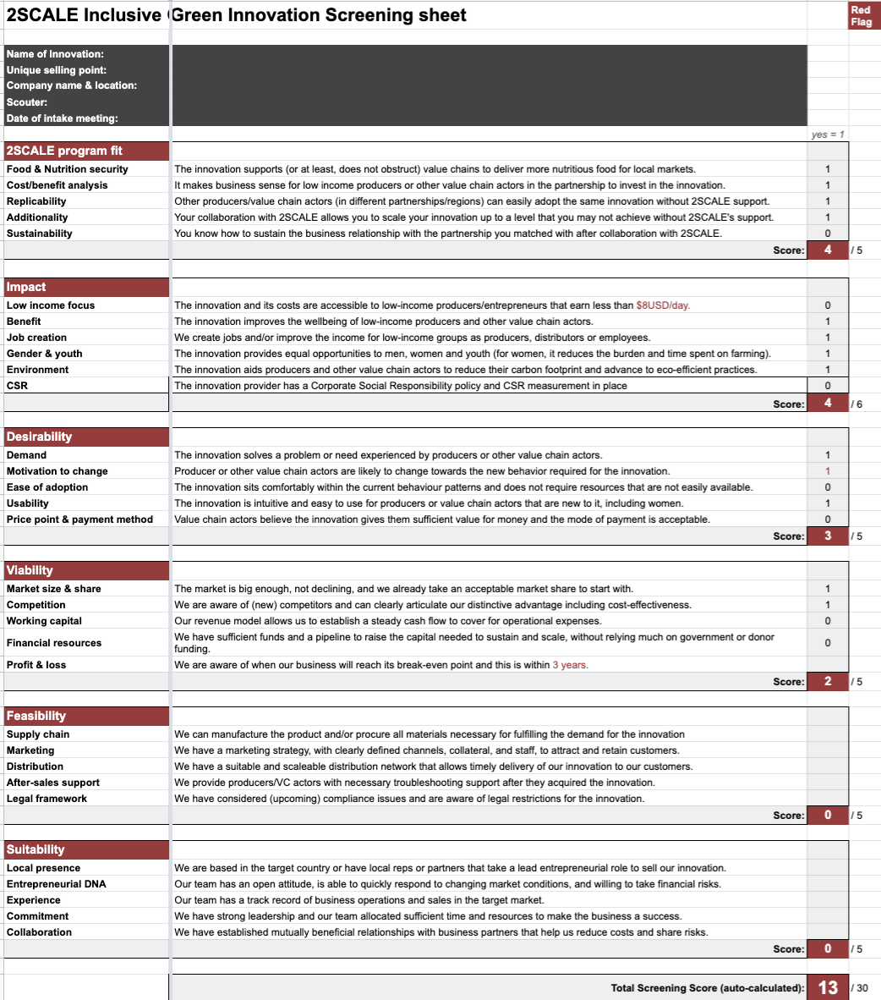 2SCALE Inclusive Green Innovation Screening sheet
Red
Flag
Name of Innovation:
Unique selling point:
Company name & location:
Scouter:
Date of intake meeting:
yes = 1
2SCALE program fit
Food & Nutrition security The innovation supports (or at least, does not obstruct) value chains to deliver more nutritious food for local markets. 1
Cost/benefit analysis It makes business sense for low income producers or other value chain actors in the partnership to invest in the innovation. 1
Replicability Other producers/value chain actors (in different partnerships/regions) can easily adopt the same innovation without 2SCALE support. 1
Additionality Your collaboration with 2SCALE allows you to scale your innovation up to a level that you may not achieve without 2SCALE's support. 1
Sustainability You know how to sustain the business relationship with the partnership you matched with after collaboration with 2SCALE. 0
Score: 4 / 5
Impact
Low income focus The innovation and its costs are accessible to low-income producers/entrepreneurs that earn less than $8USD/day. 0
Benefit The innovation improves the wellbeing of low-income producers and other value chain actors. 1
Job creation We create jobs and/or improve the income for low-income groups as producers, distributors or employees. 1
Gender & youth The innovation provides equal opportunities to men, women and youth (for women, it reduces the burden and time spent on farming). 1
Environment The innovation aids producers and other value chain actors to reduce their carbon footprint and advance to eco-efficient practices. 1
CSR The innovation provider has a Corporate Social Responsibility policy and CSR measurement in place 0
Score: 4 / 6
Desirability
Demand The innovation solves a problem or need experienced by producers or other value chain actors. 1
Motivation to change Producer or other value chain actors are likely to change towards the new behavior required for the innovation. 1
Ease of adoption The innovation sits comfortably within the current behaviour patterns and does not require resources that are not easily available. 0
Usability The innovation is intuitive and easy to use for producers or value chain actors that are new to it, including women. 1
Price point & payment method Value chain actors believe the innovation gives them sufficient value for money and the mode of payment is acceptable. 0
Score: 3 / 5
Viability
Market size & share The market is big enough, not declining, and we already take an acceptable market share to start with. 1
Competition We are aware of (new) competitors and can clearly articulate our distinctive advantage including cost-effectiveness. 1
Working capital Our revenue model allows us to establish a steady cash flow to cover for operational expenses. 0
Financial resources We have sufficient funds and a pipeline to raise the capital needed to sustain and scale, without relying much on government or donor
funding. 0
Profit & loss We are aware of when our business will reach its break-even point and this is within 3 years.
Score: 2 / 5
Feasibility
Supply chain We can manufacture the product and/or procure all materials necessary for fulfilling the demand for the innovation
Marketing We have a marketing strategy, with clearly defined channels, collateral, and staff, to attract and retain customers.
Distribution We have a suitable and scaleable distribution network that allows timely delivery of our innovation to our customers.
After-sales support We provide producers/VC actors with necessary troubleshooting support after they acquired the innovation.
Legal framework We have considered (upcoming) compliance issues and are aware of legal restrictions for the innovation.
Score: 0 / 5
Suitability
Local presence We are based in the target country or have local reps or partners that take a lead entrepreneurial role to sell our innovation.
Entrepreneurial DNA Our team has an open attitude, is able to quickly respond to changing market conditions, and willing to take financial risks.
Experience Our team has a track record of business operations and sales in the target market.
Commitment We have strong leadership and our team allocated sufficient time and resources to make the business a success.
Collaboration We have established mutually beneficial relationships with business partners that help us reduce costs and share risks.
Score: 0 / 5
Total Screening Score (auto-calculated): 13 / 30